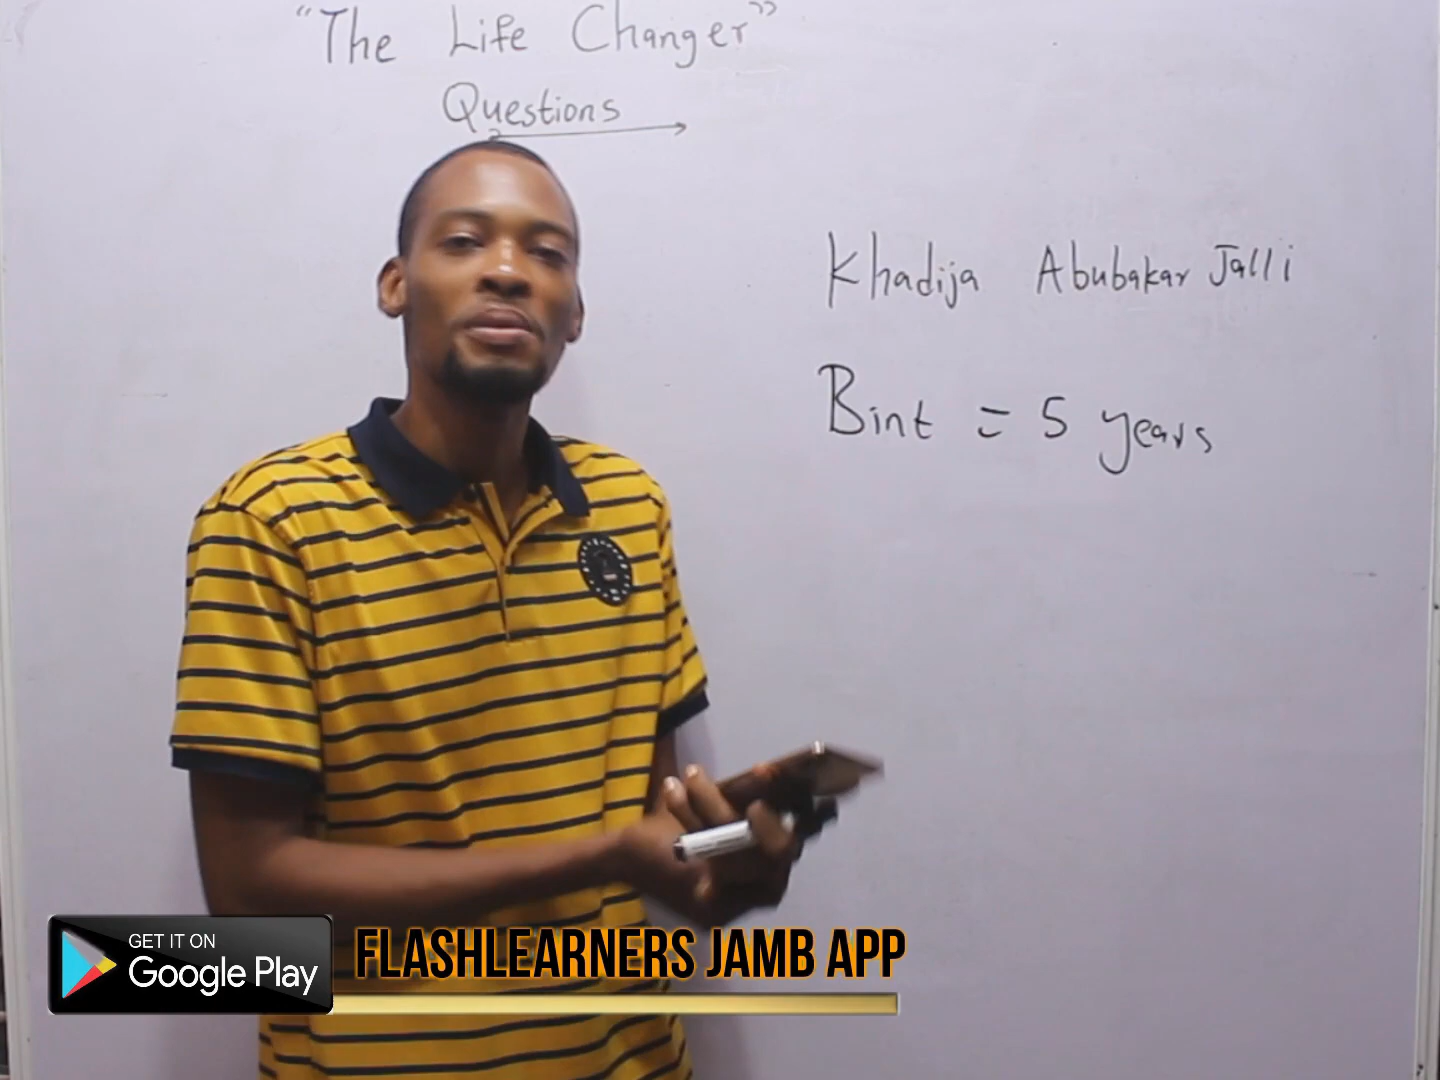 "The Life Changer"
Questions
Khadija Abubakar Jalli
Bint = 5 years
GET IT ON
Google Play
FLASHLEARNERS JAMB APP